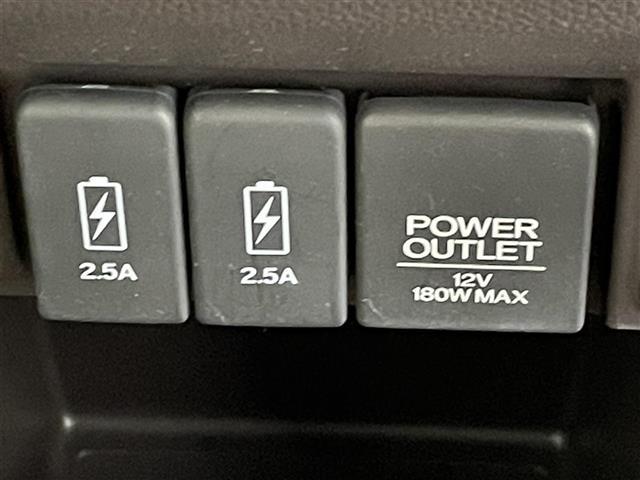 2.5A
2.5A
POWER
OUTLET
12V
180W MAX